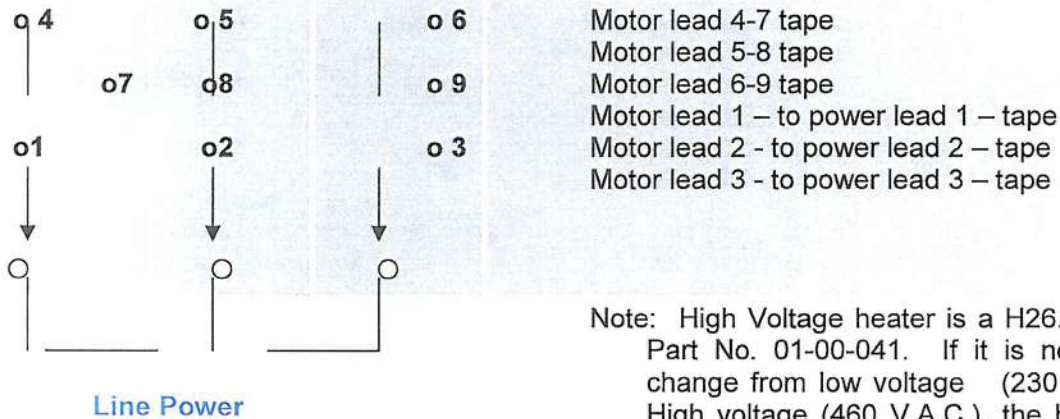 o 4 o 5 o 6
o7 o8 o 9
o1 o2 o 3
Line Power
Motor lead 4-7 tape
Motor lead 5-8 tape
Motor lead 6-9 tape
Motor lead 1 – to power lead 1 – tape
Motor lead 2 - to power lead 2 – tape
Motor lead 3 - to power lead 3 – tape
Note: High Voltage heater is a H26.
Part No. 01-00-041. If it is
change from low voltage (230
High voltage (460 V.A.C.) the